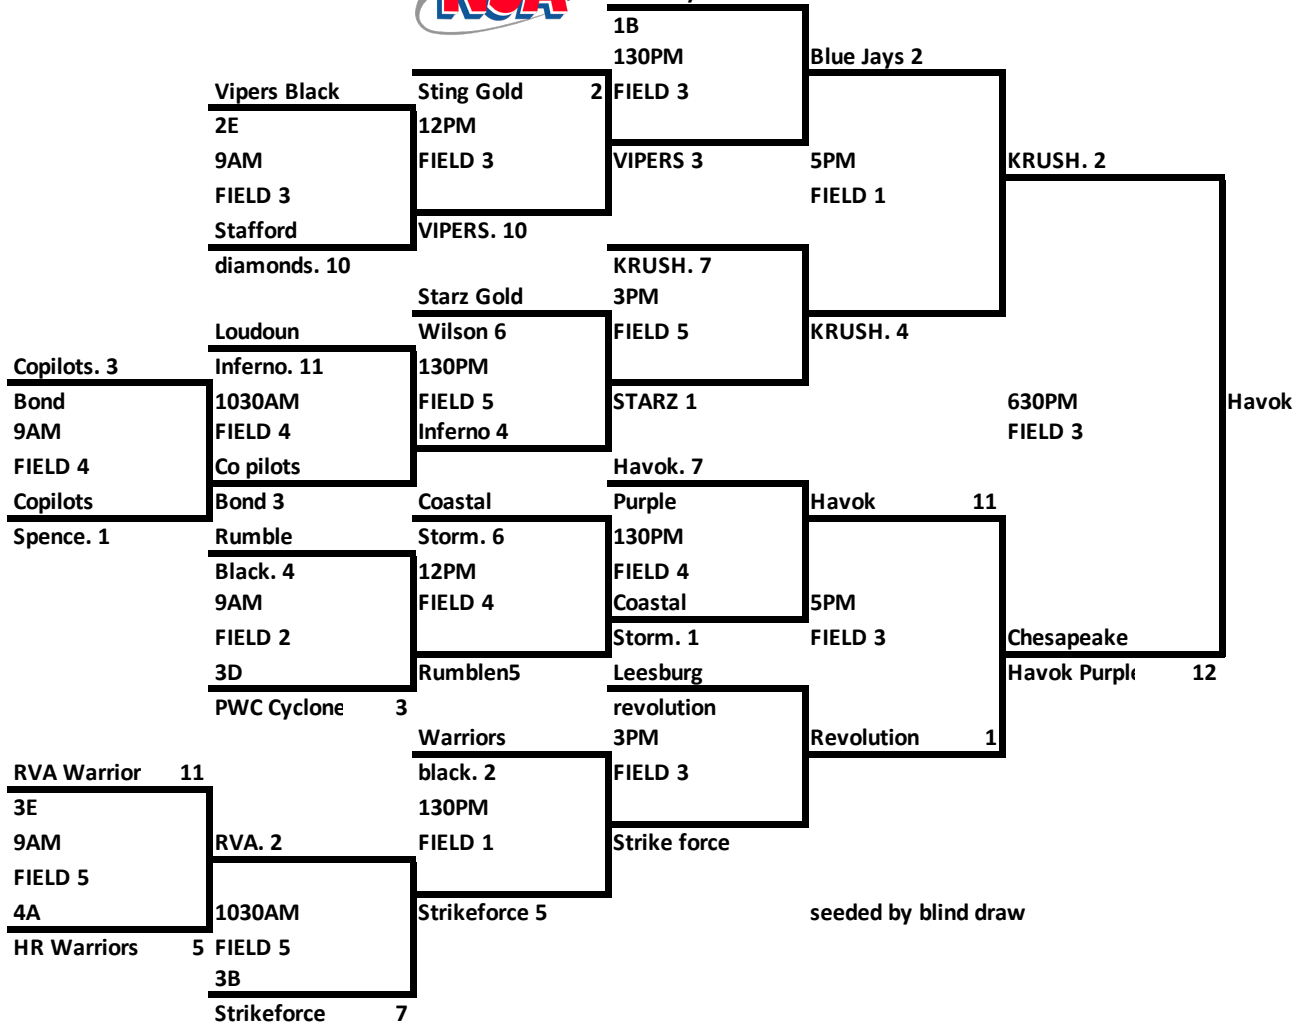 NSA
1B
130PM
Blue Jays 2
Vipers Black
Sting Gold 2
FIELD 3
2E
12PM
9AM
FIELD 3
VIPERS 3
5PM
KRUSH. 2
FIELD 3
FIELD 1
Stafford
VIPERS. 10
diamonds. 10
KRUSH. 7
Starz Gold
3PM
Loudoun
Wilson 6
FIELD 5
KRUSH. 4
Copilots. 3
Inferno. 11
130PM
Bond
1030AM
FIELD 5
STARZ 1
630PM
Havok
9AM
FIELD 4
Inferno 4
FIELD 3
FIELD 4
Co pilots
Havok. 7
Copilots
Bond 3
Coastal
Purple
Havok 11
Spence. 1
Rumble
Storm. 6
130PM
Black. 4
12PM
FIELD 4
9AM
FIELD 4
Coastal
5PM
FIELD 2
Storm. 1
FIELD 3
Chesapeake
3D
Rumblen5
Leesburg
Havok Purple 12
PWC Cyclone 3
revolution
Warriors
3PM
Revolution 1
RVA Warrior 11
black. 2
FIELD 3
3E
130PM
9AM
RVA. 2
FIELD 1
Strike force
FIELD 5
4A
1030AM
Strikeforce 5
seeded by blind draw
HR Warriors 5
FIELD 5
3B
Strikeforce 7